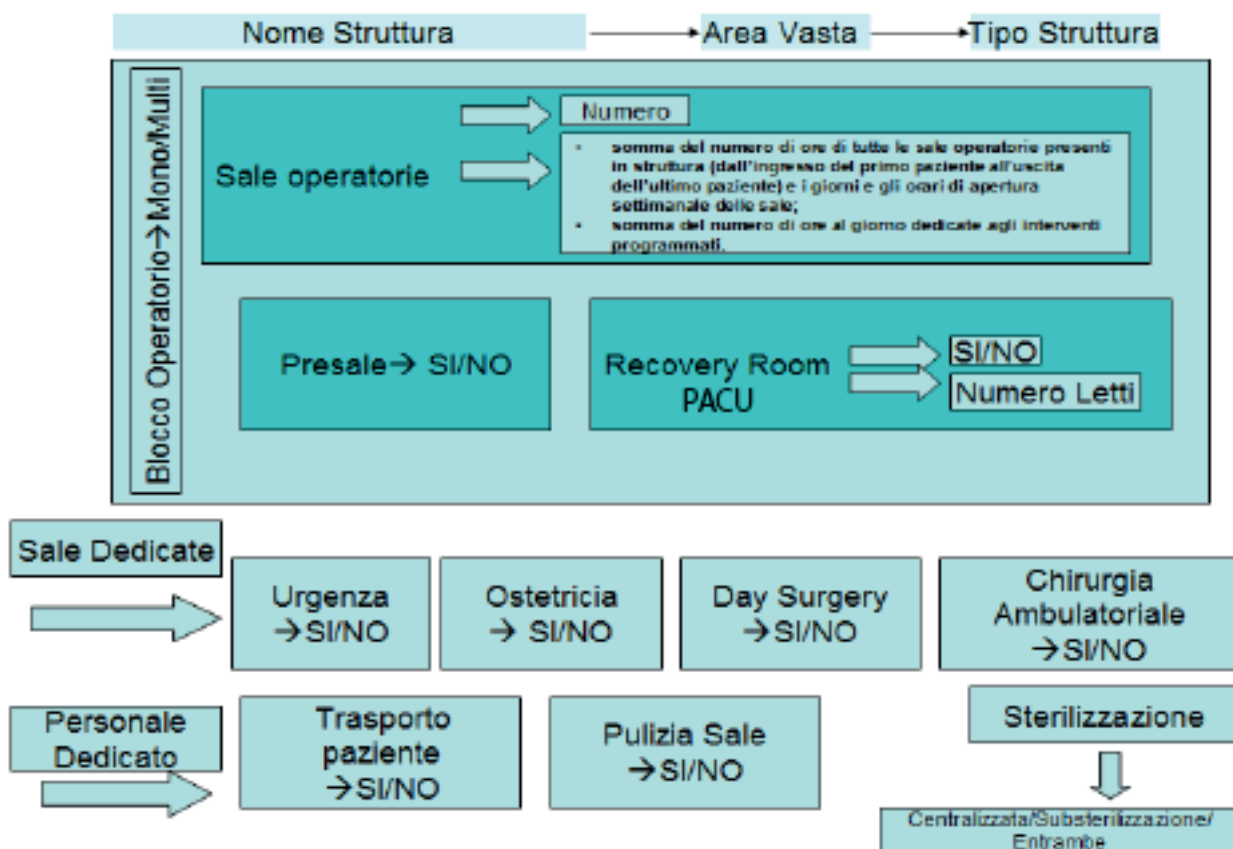 Nome Struttura → Area Vasta → Tipo Struttura
Blocco Operatorio→Mono/Multi
Sale operatorie
Numero
• somma del numero di ore di tutte le sale operatorie presenti
in struttura (dall'ingresso del primo paziente all'uscita
dell'ultimo paziente) e i giorni e gli orari di apertura
settimanale delle sale;
• somma del numero di ore al giorno dedicate agli interventi
programmati.
Presale→ SI/NO
Recovery Room
PACU
SI/NO
Numero Letti
Sale Dedicate
Urgenza
→SI/NO
Ostetricia
→ SI/NO
Day Surgery
→SI/NO
Chirurgia
Ambulatoriale
→SI/NO
Personale
Dedicato
Trasporto
paziente
→SI/NO
Pulizia Sale
→SI/NO
Sterilizzazione
Centralizzata/Substerilizzazione/
Entrambe